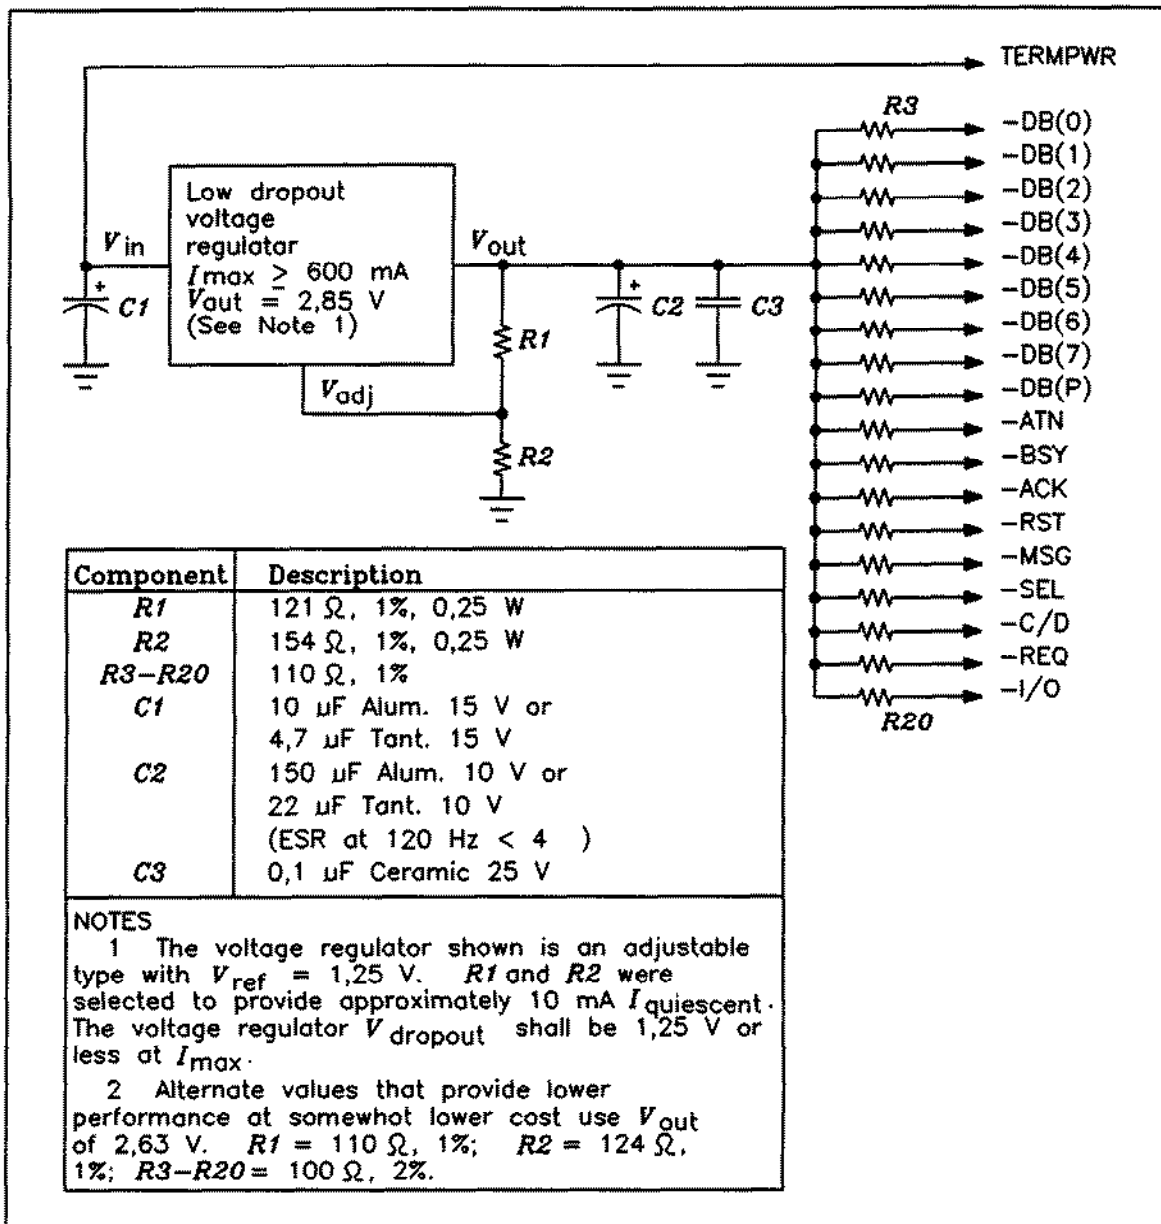 TERMPWR
R3
-DB(0)
-DB(1)
-DB(2)
-DB(3)
-DB(4)
-DB(5)
-DB(6)
-DB(7)
-DB(P)
-ATN
-BSY
-ACK
-RST
-MSG
-SEL
-C/D
-REQ
-I/O
R20
Low dropout
voltage
regulator
Imax ≥ 600 mA
Vaut = 2,85 V
(See Note 1)
Vin
Vout
+
C1
+
C2
C3
R1
Vadj
R2
Component Description
R1 121 Ω, 1%, 0,25 W
R2 154 Ω, 1%, 0,25 W
R3-R20 110 Ω, 1%
C1 10 µF Alum. 15 V or
4,7 µF Tant. 15 V
C2 150 µF Alum. 10 V or
22 µF Tant. 10 V
(ESR at 120 Hz < 4 )
C3 0,1 µF Ceramic 25 V
NOTES
1 The voltage regulator shown is an adjustable
type with Vref = 1,25 V. R1 and R2 were
selected to provide approximately 10 mA Iquiescent.
The voltage regulator Vdropout shall be 1,25 V or
less at Imax.
2 Alternate values that provide lower
performance at somewhot lower cost use Vout
of 2,63 V. R1 = 110 Ω, 1%; R2 = 124 Ω,
1%; R3-R20 = 100 Ω, 2%.